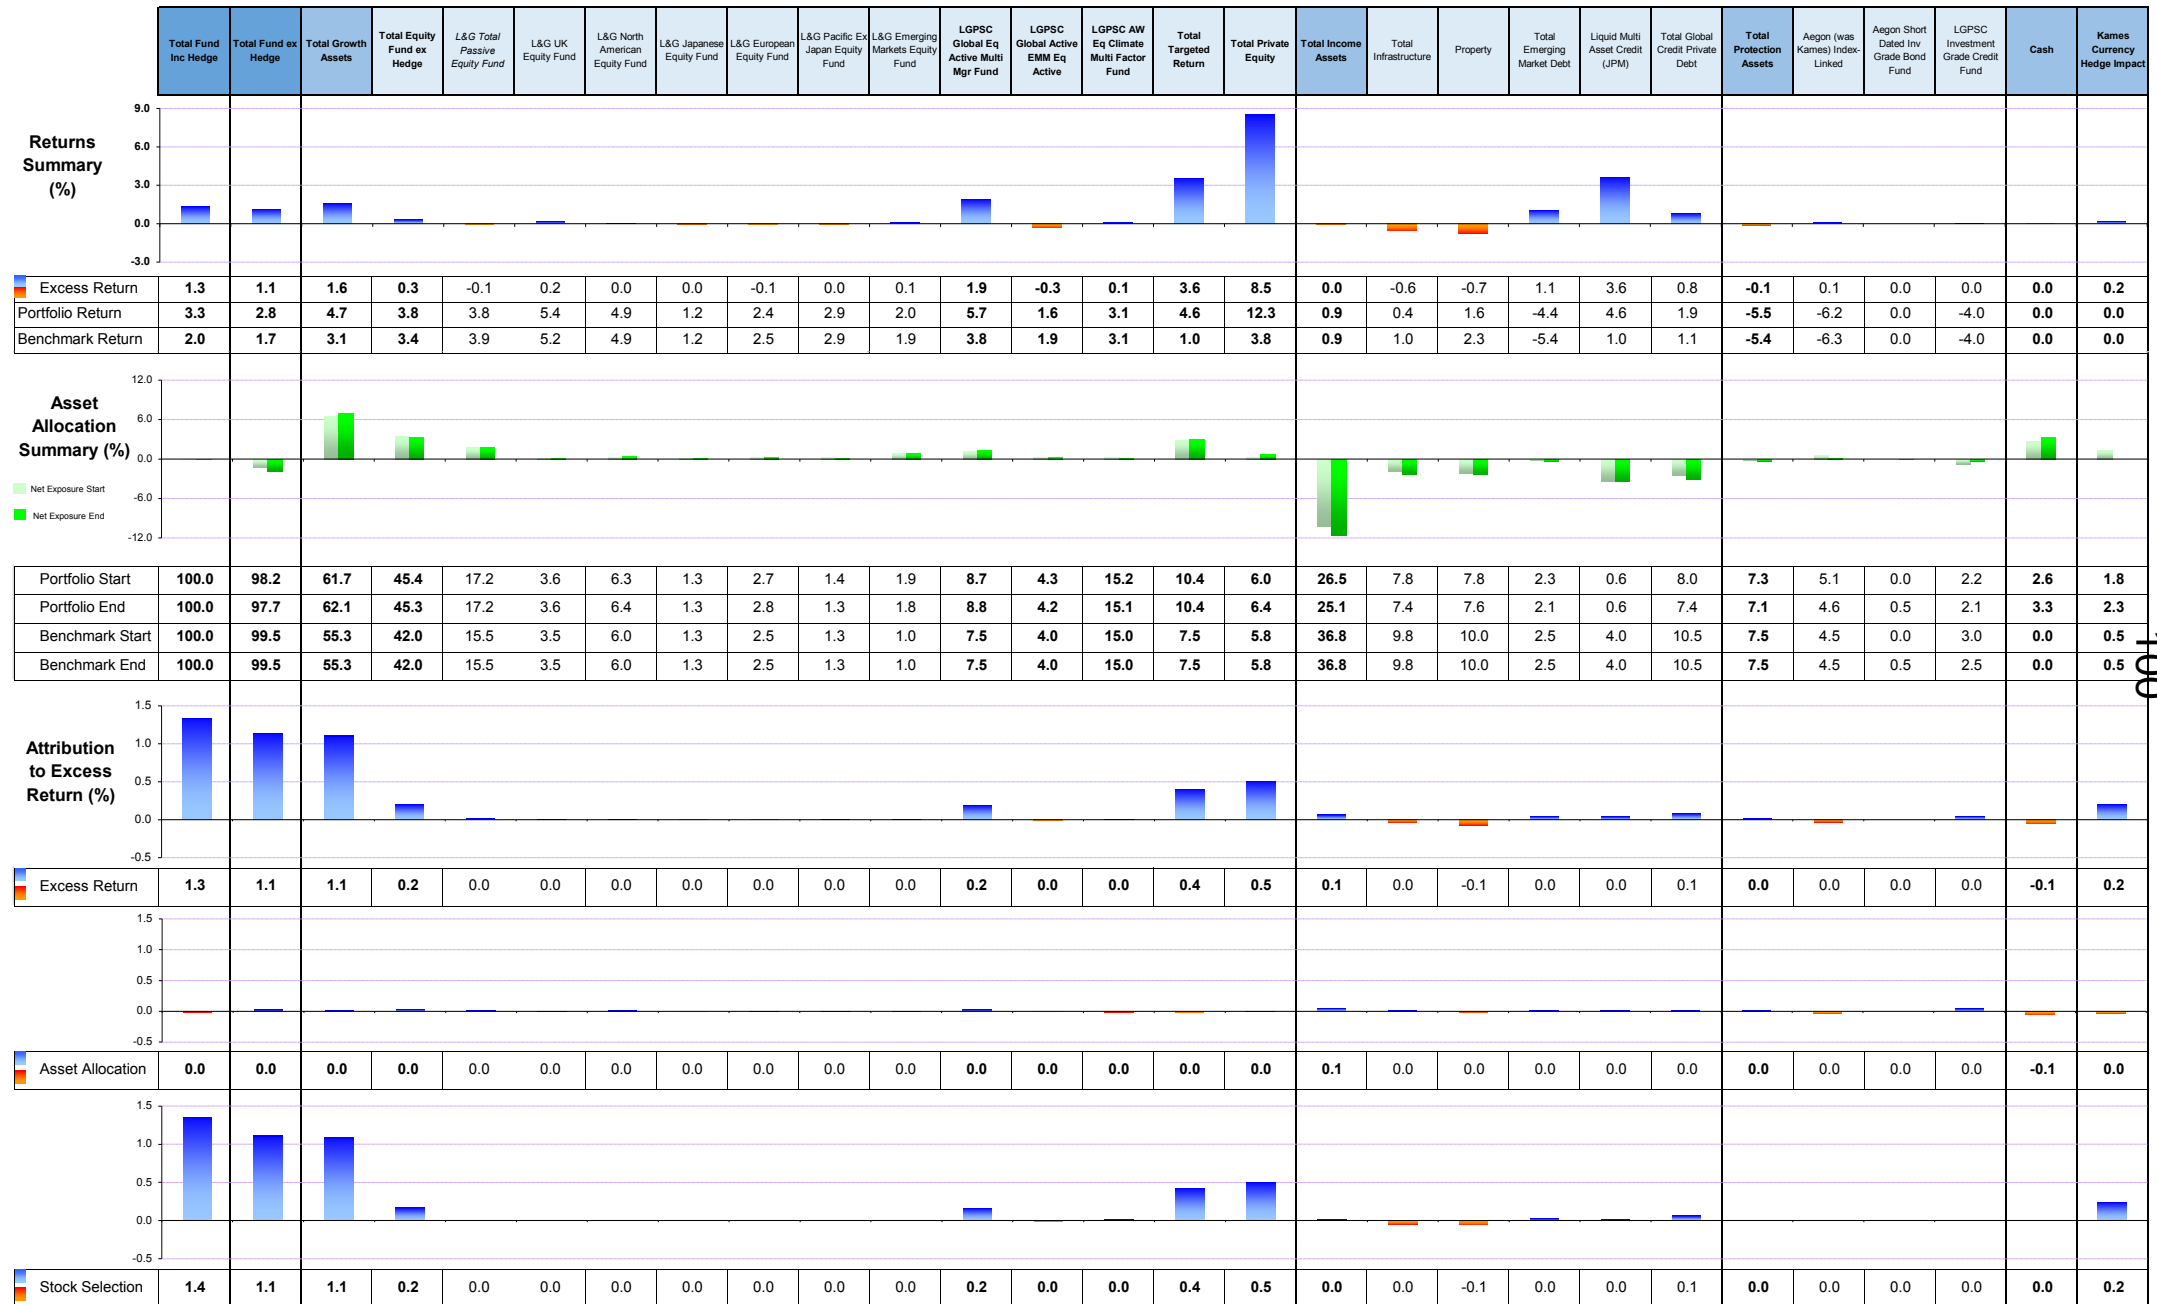 Total Fund Inc Hedge
Total Fund ex Hedge
Total Growth Assets
Total Equity Fund ex Hedge
L&G Total Passive Equity Fund
L&G UK Equity Fund
L&G North American Equity Fund
L&G Japanese Equity Fund
L&G European Equity Fund
L&G Pacific Ex Japan Equity Fund
L&G Emerging Markets Equity Fund
LGPSC Global Eq Active Multi Mgr Fund
LGPSC Global Active EMM Eq Active
LGPSC AW Eq Climate Multi Factor Fund
Total Targeted Return
Total Private Equity
Total Income Assets
Total Infrastructure
Property
Total Emerging Market Debt
Liquid Multi Asset Credit (JPM)
Total Global Credit Private Debt
Total Protection Assets
Aegon (was Kames) Index-Linked
Aegon Short Dated Inv Grade Bond Fund
LGPSC Investment Grade Credit Fund
Cash
Kames Currency Hedge Impact
Returns
Summary
(%)
9.0
6.0
3.0
0.0
-3.0
Excess Return 1.3 1.1 1.6 0.3 -0.1 0.2 0.0 0.0 -0.1 0.0 0.1 1.9 -0.3 0.1 3.6 8.5 0.0 -0.6 -0.7 1.1 3.6 0.8 -0.1 0.1 0.0 0.0 0.0 0.2
Portfolio Return 3.3 2.8 4.7 3.8 3.8 5.4 4.9 1.2 2.4 2.9 2.0 5.7 1.6 3.1 4.6 12.3 0.9 0.4 1.6 -4.4 4.6 1.9 -5.5 -6.2 0.0 -4.0 0.0 0.0
Benchmark Return 2.0 1.7 3.1 3.4 3.9 5.2 4.9 1.2 2.5 2.9 1.9 3.8 1.9 3.1 1.0 3.8 0.9 1.0 2.3 -5.4 1.0 1.1 -5.4 -6.3 0.0 -4.0 0.0 0.0
Asset
Allocation
Summary (%)
Net Exposure Start
Net Exposure End
12.0
6.0
0.0
-6.0
-12.0
Portfolio Start 100.0 98.2 61.7 45.4 17.2 3.6 6.3 1.3 2.7 1.4 1.9 8.7 4.3 15.2 10.4 6.0 26.5 7.8 7.8 2.3 0.6 8.0 7.3 5.1 0.0 2.2 2.6 1.8
Portfolio End 100.0 97.7 62.1 45.3 17.2 3.6 6.4 1.3 2.8 1.3 1.8 8.8 4.2 15.1 10.4 6.4 25.1 7.4 7.6 2.1 0.6 7.4 7.1 4.6 0.5 2.1 3.3 2.3
Benchmark Start 100.0 99.5 55.3 42.0 15.5 3.5 6.0 1.3 2.5 1.3 1.0 7.5 4.0 15.0 7.5 5.8 36.8 9.8 10.0 2.5 4.0 10.5 7.5 4.5 0.0 3.0 0.0 0.5
Benchmark End 100.0 99.5 55.3 42.0 15.5 3.5 6.0 1.3 2.5 1.3 1.0 7.5 4.0 15.0 7.5 5.8 36.8 9.8 10.0 2.5 4.0 10.5 7.5 4.5 0.5 2.5 0.0 0.5
Attribution
to Excess
Return (%)
1.5
1.0
0.5
0.0
-0.5
Excess Return 1.3 1.1 1.1 0.2 0.0 0.0 0.0 0.0 0.0 0.0 0.0 0.2 0.0 0.0 0.4 0.5 0.1 0.0 -0.1 0.0 0.0 0.1 0.0 0.0 0.0 0.0 -0.1 0.2
1.5
1.0
0.5
0.0
-0.5
Asset Allocation 0.0 0.0 0.0 0.0 0.0 0.0 0.0 0.0 0.0 0.0 0.0 0.0 0.0 0.0 0.0 0.0 0.1 0.0 0.0 0.0 0.0 0.0 0.0 0.0 0.0 0.0 -0.1 0.0
1.5
1.0
0.5
0.0
-0.5
Stock Selection 1.4 1.1 1.1 0.2 0.0 0.0 0.0 0.0 0.0 0.0 0.0 0.2 0.0 0.0 0.4 0.5 0.0 0.0 -0.1 0.0 0.0 0.1 0.0 0.0 0.0 0.0 0.0 0.2